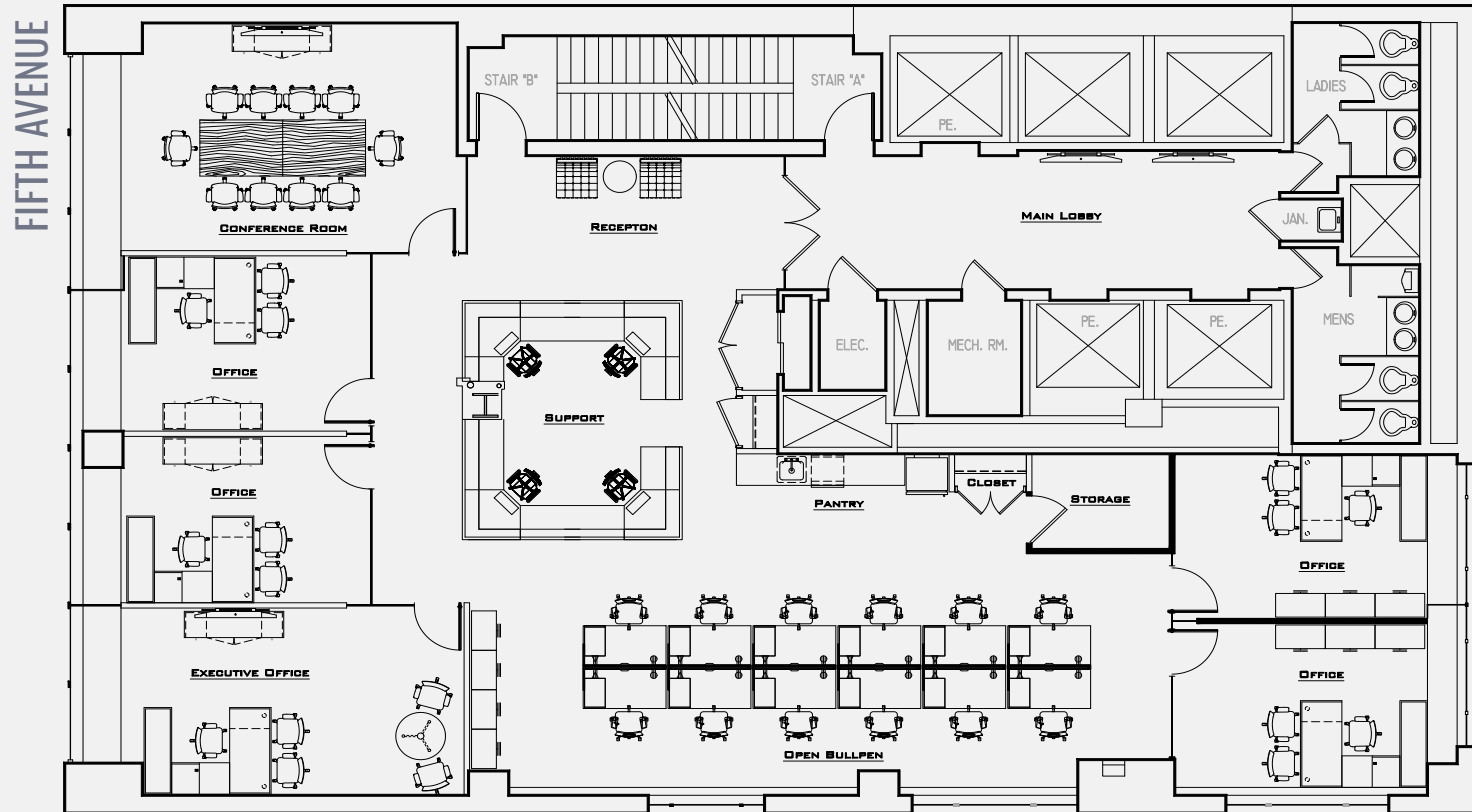 FIFTH AVENUE
STAIR "B"
STAIR "A"
PE.
LADIES
CONFERENCE ROOM
RECEPTON
MAIN LOBBY
JAN.
OFFICE
ELEC.
MECH. RM.
PE.
PE.
MENS
SUPPORT
OFFICE
PANTRY
CLOSET
STORAGE
OFFICE
EXECUTIVE OFFICE
OPEN BULLPEN
OFFICE